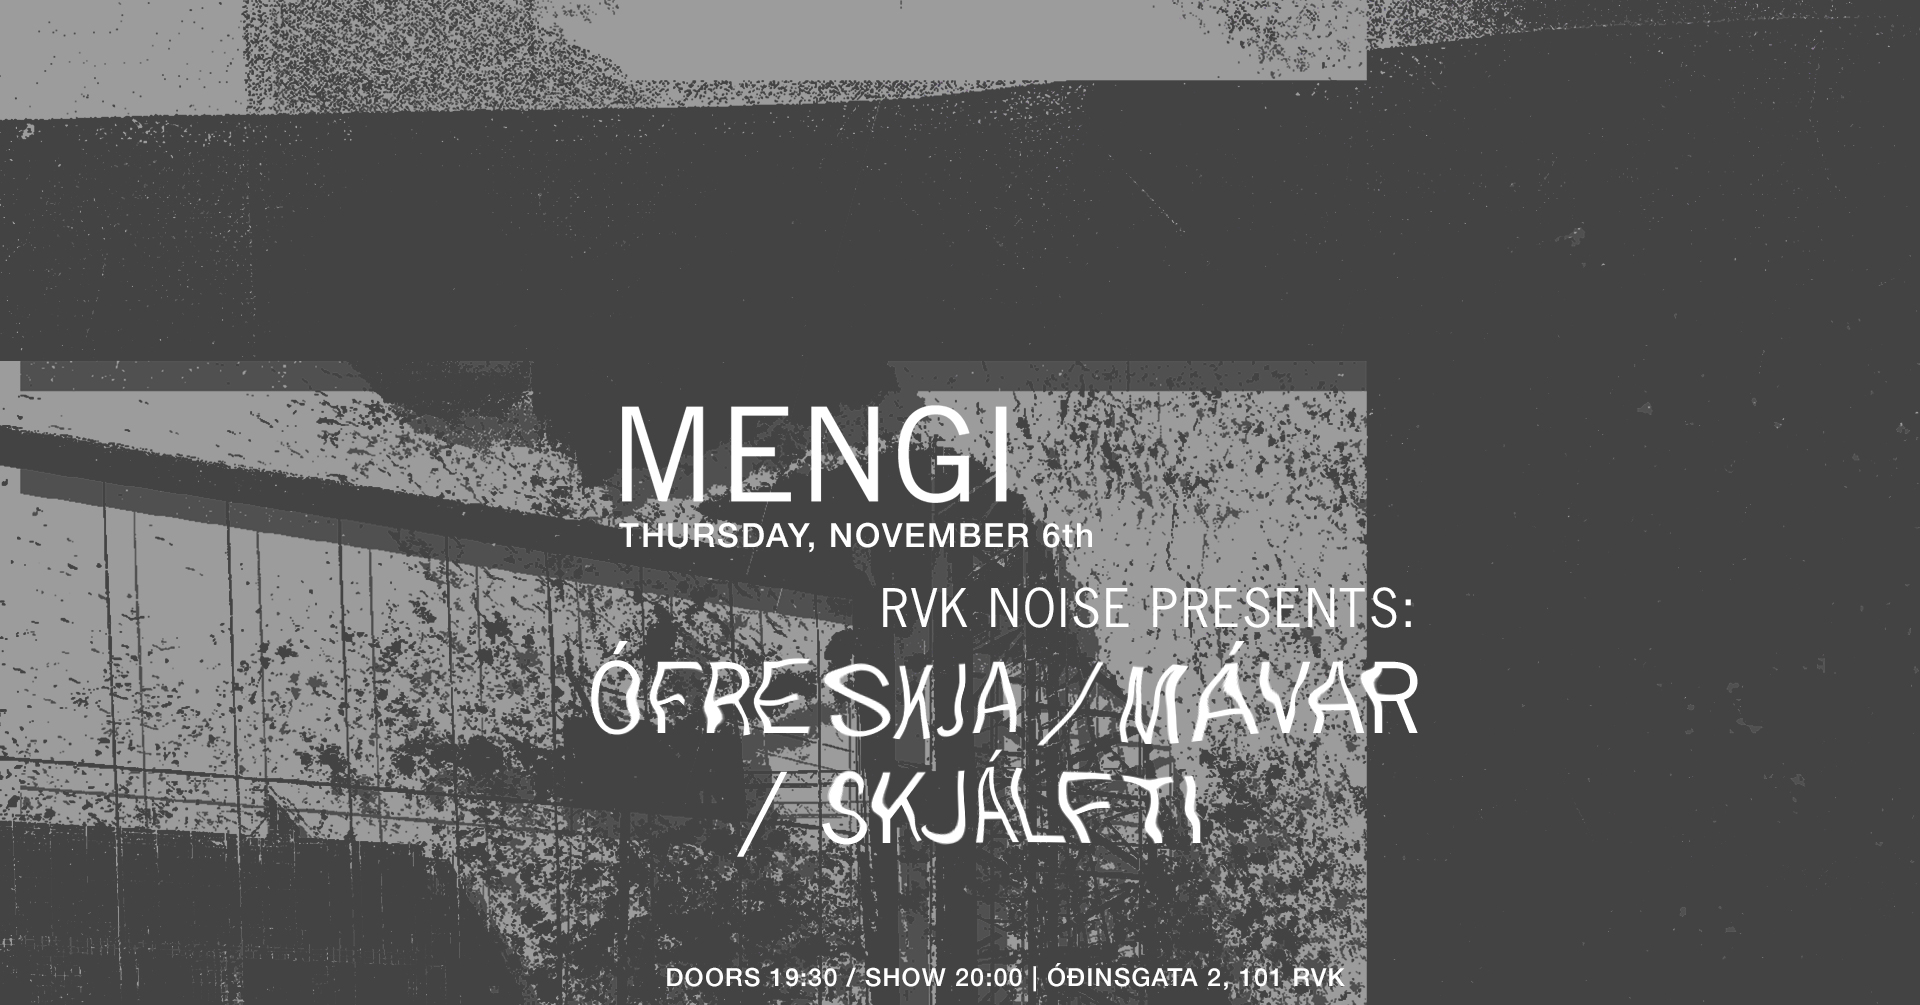 MENGI
THURSDAY, NOVEMBER 6th
RVK NOISE PRESENTS:
ÓFRESKJA / MÁVAR
/ SKJÁLFTI
DOORS 19:30 / SHOW 20:00 | ÓÐINSGATA 2, 101 RVK